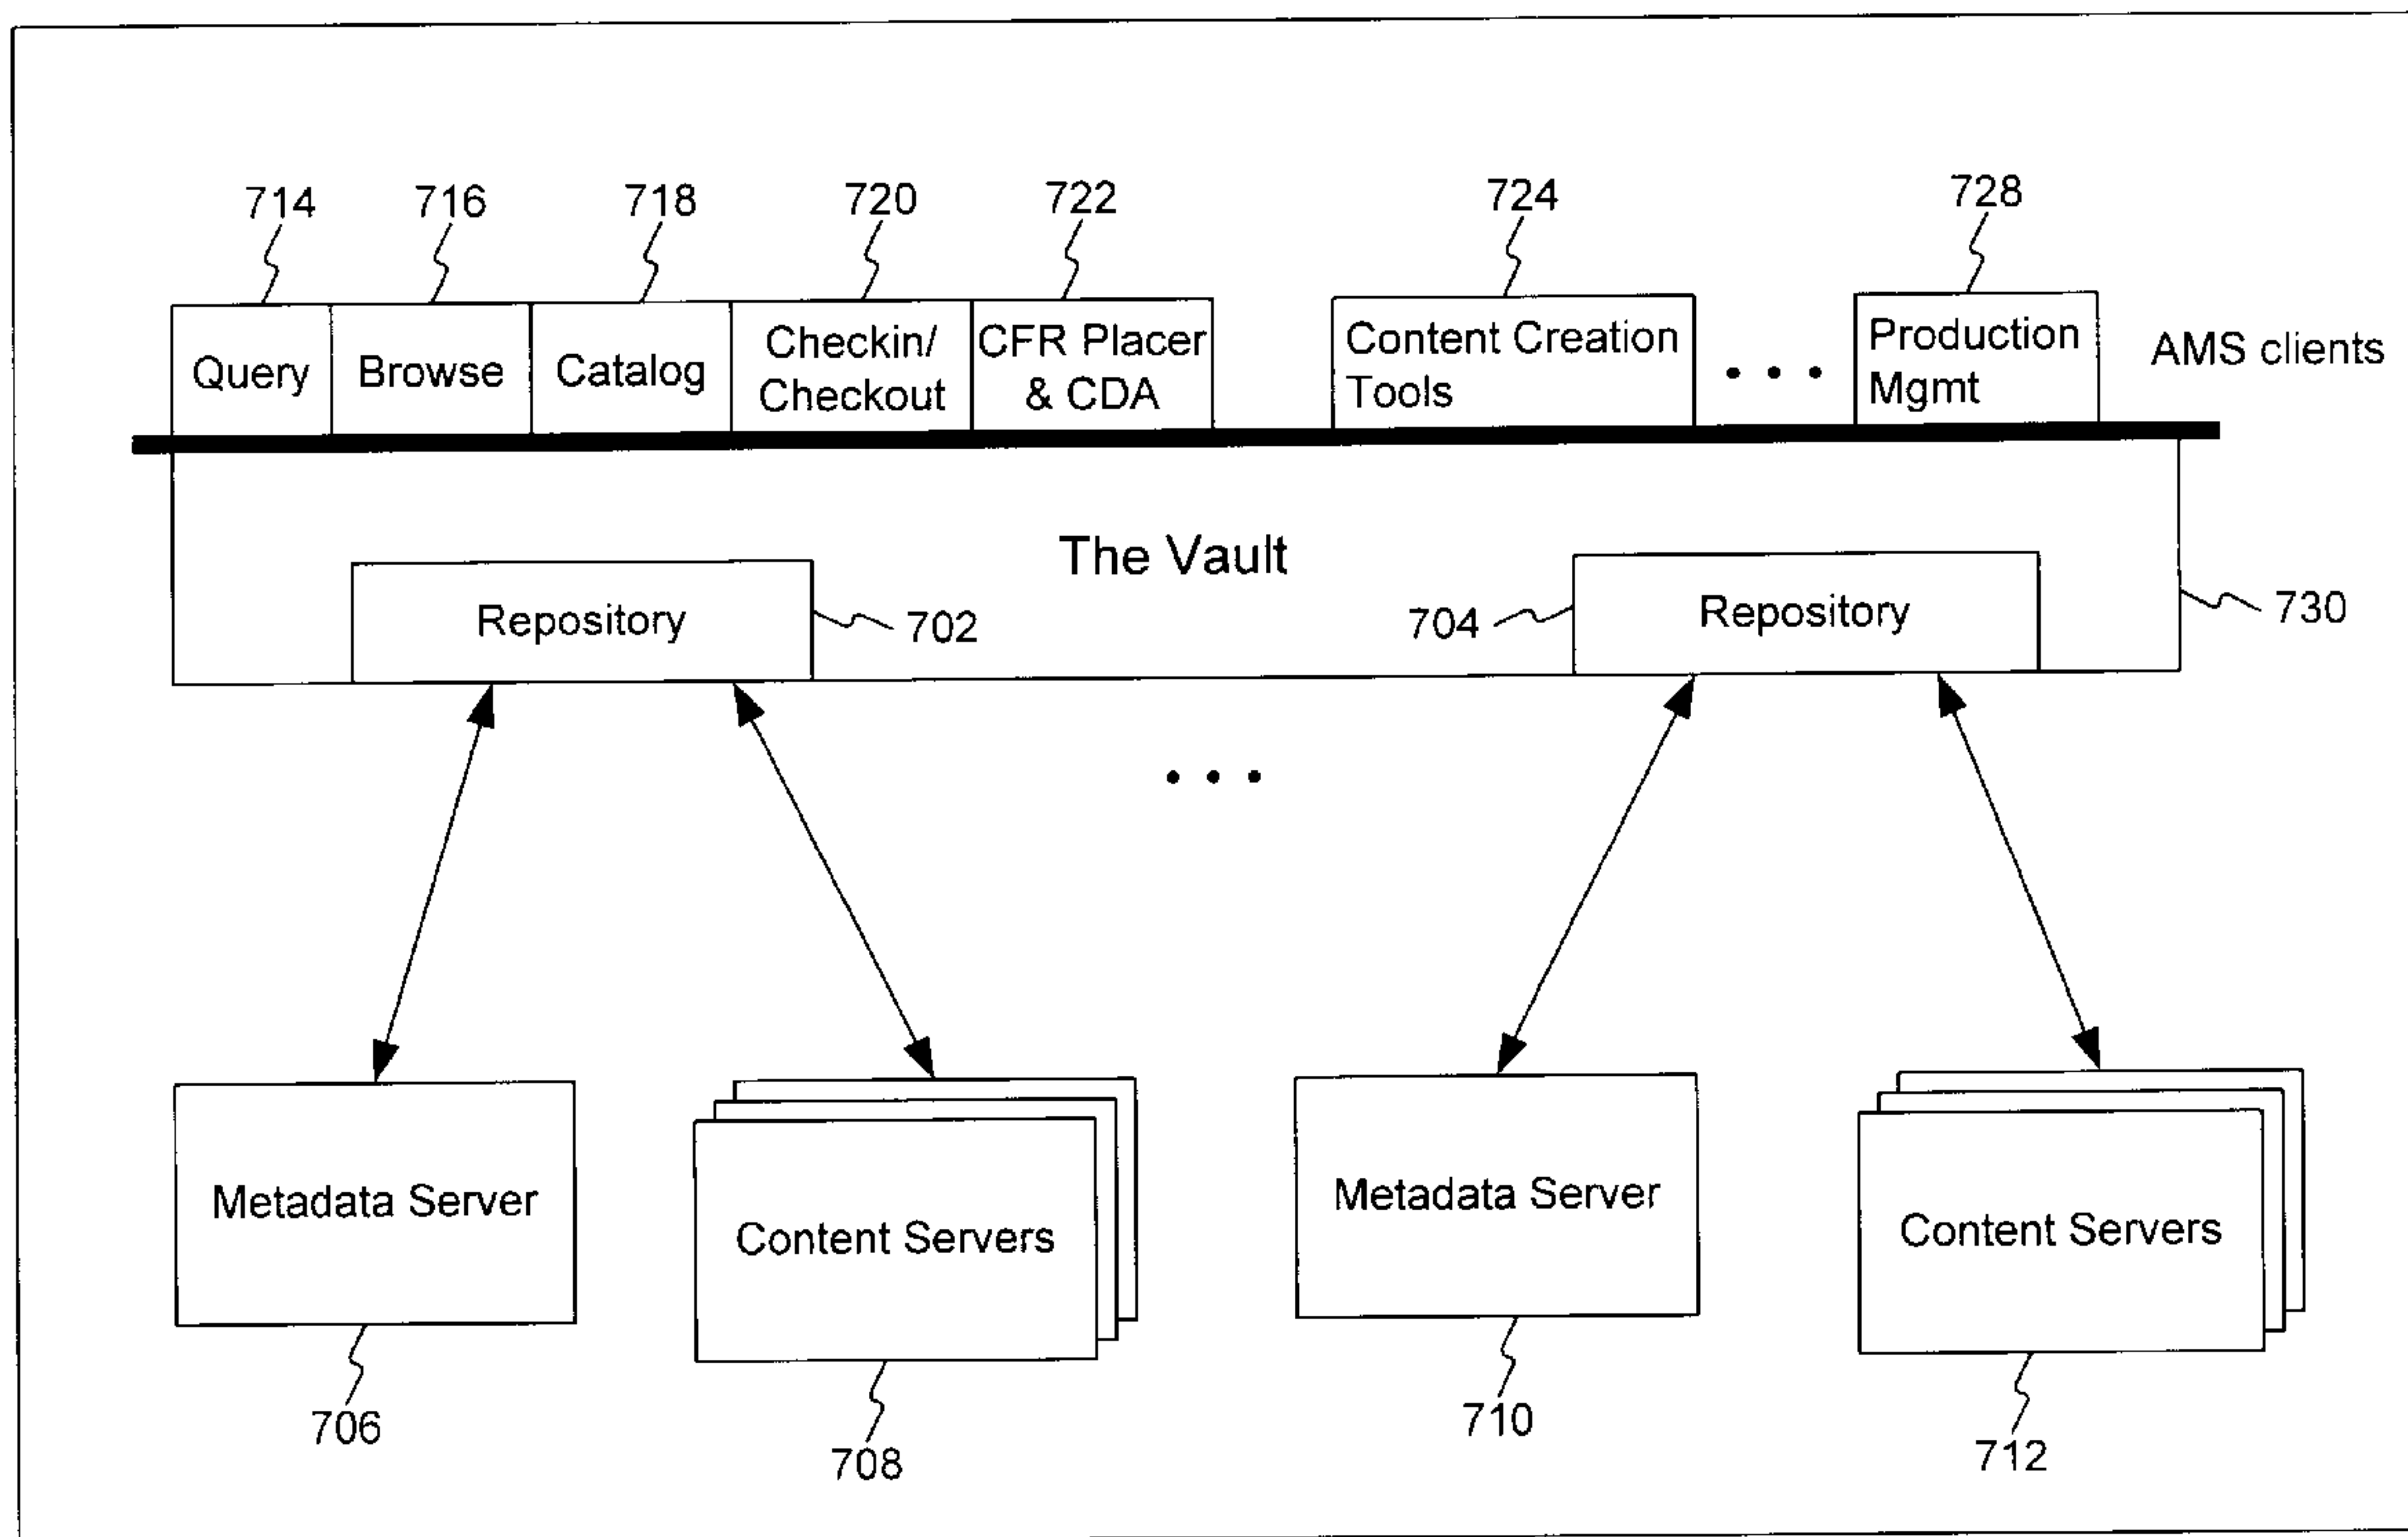 714
716
718
720
722
724
728
Query
Browse
Catalog
Checkin/
Checkout
CFR Placer
& CDA
Content Creation
Tools
• • •
Production
Mgmt
AMS clients
The Vault
Repository
702
704
Repository
730
• • •
Metadata Server
Content Servers
Metadata Server
Content Servers
706
708
710
712